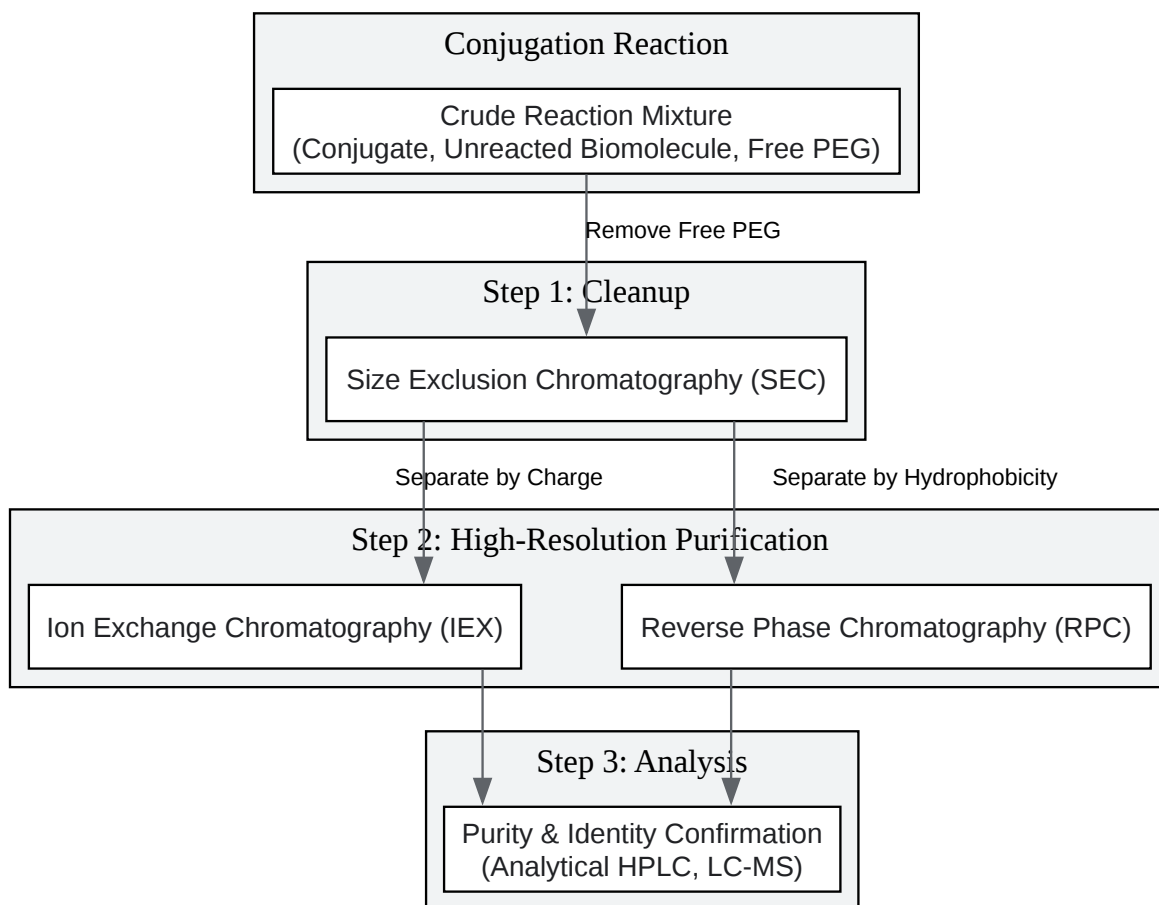 Conjugation Reaction
Crude Reaction Mixture
(Conjugate, Unreacted Biomolecule, Free PEG)
Remove Free PEG
Step 1: Cleanup
Size Exclusion Chromatography (SEC)
Separate by Charge
Separate by Hydrophobicity
Step 2: High-Resolution Purification
Ion Exchange Chromatography (IEX)
Reverse Phase Chromatography (RPC)
Step 3: Analysis
Purity & Identity Confirmation
(Analytical HPLC, LC-MS)